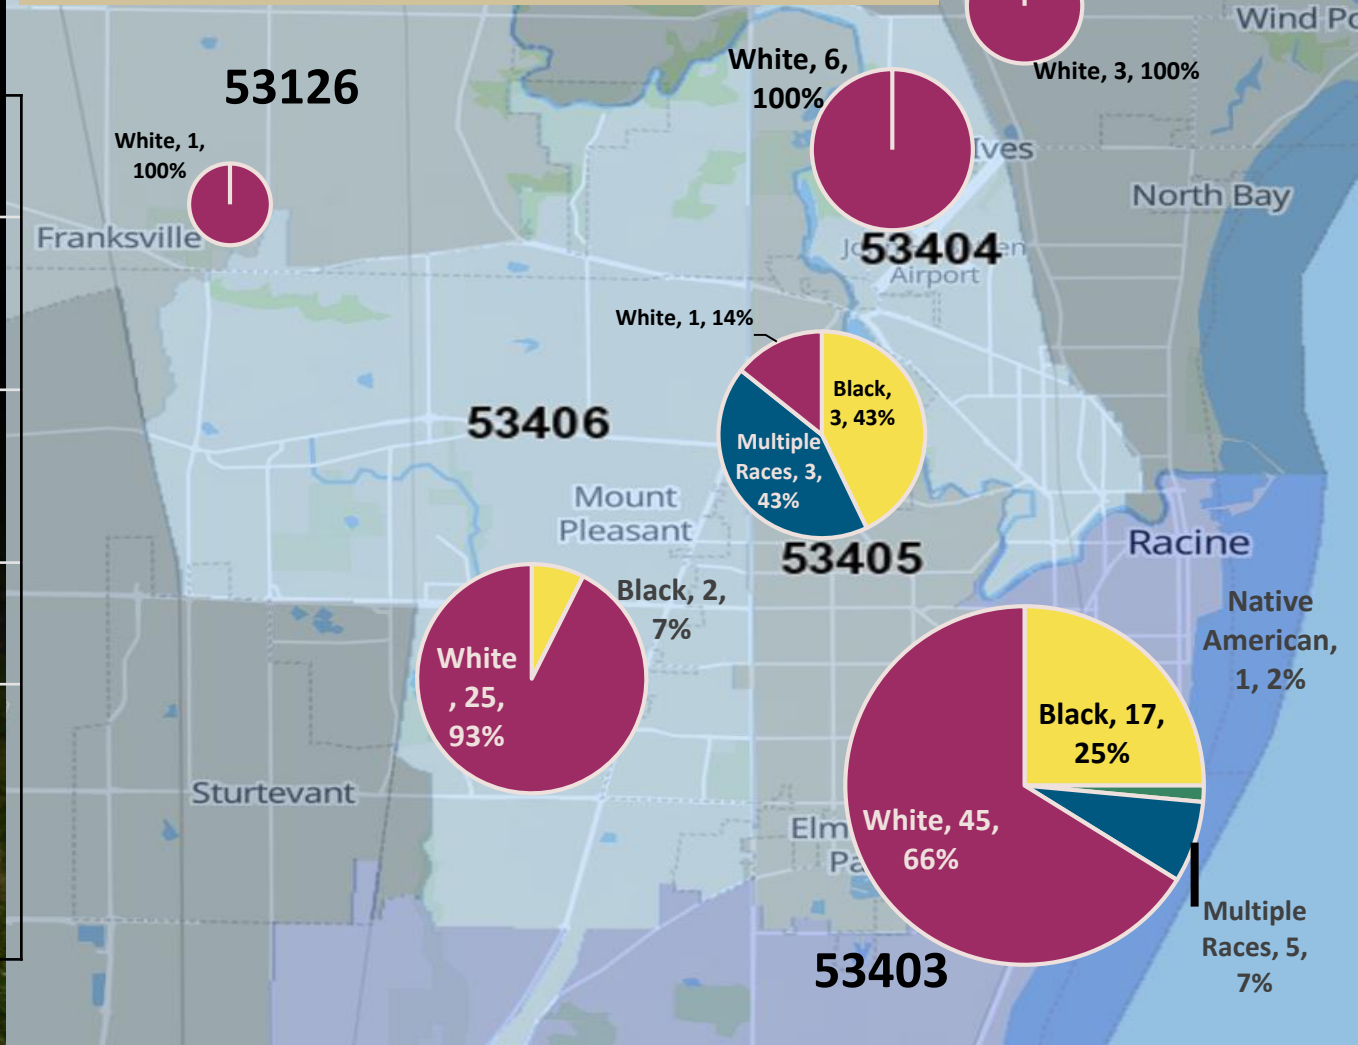 Wind Po
White, 6,
100%
White, 3, 100%
53126
White, 1,
100%
Ives
North Bay
Franksville
53404
Airport
White, 1, 14%
Black,
3, 43%
Multiple
Races, 3,
43%
53406
Mount
Pleasant
53405
Racine
Black, 2,
7%
White
, 25,
93%
Native
American,
1, 2%
Black, 17,
25%
Sturtevant
White, 45,
66%
Elm
Pa
Multiple
Races, 5,
7%
53403